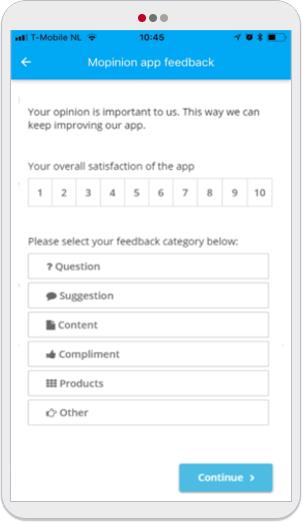 T-Mobile NL 10:45
Mopinion app feedback
Your opinion is important to us. This way we can
keep improving our app.
Your overall satisfaction of the app
1 2 3 4 5 6 7 8 9 10
Please select your feedback category below:
? Question
Suggestion
Content
Compliment
Products
Other
Continue >